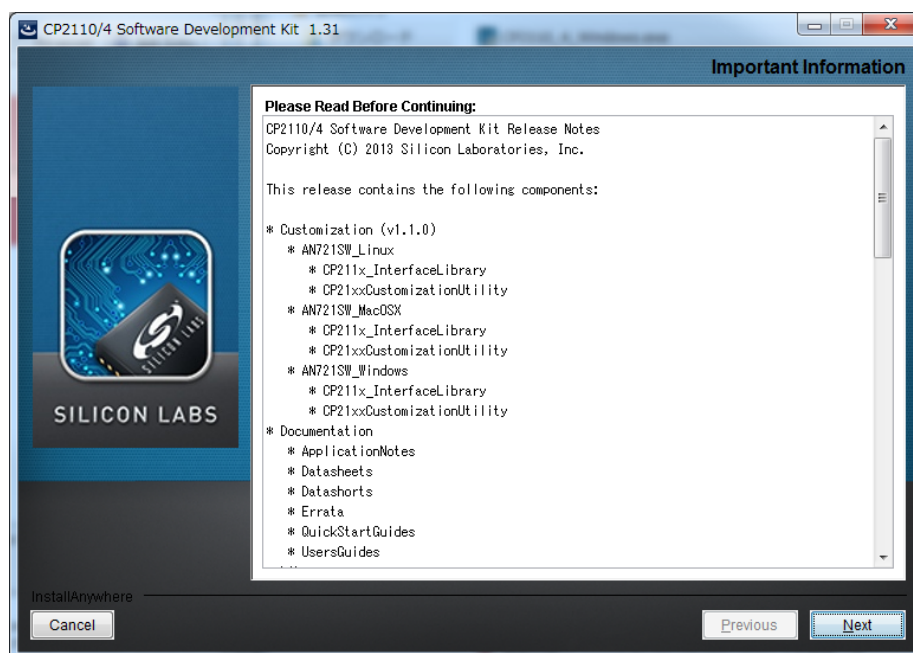 CP2110/4 Software Development Kit 1.31
Important Information
Please Read Before Continuing:
CP2110/4 Software Development Kit Release Notes
Copyright (C) 2013 Silicon Laboratories, Inc.
This release contains the following components:
* Customization (v1.1.0)
* AN721SW_Linux
* CP211x_InterfaceLibrary
* CP21xxCustomizationUtility
* AN721SW_MacOSX
* CP211x_InterfaceLibrary
* CP21xxCustomizationUtility
* AN721SW_Windows
* CP211x_InterfaceLibrary
* CP21xxCustomizationUtility
* Documentation
* ApplicationNotes
* Datasheets
* Datashorts
* Errata
* QuickStartGuides
* UsersGuides
SILICON LABS
SILICON LABS
InstallAnywhere
Cancel
Previous
Next